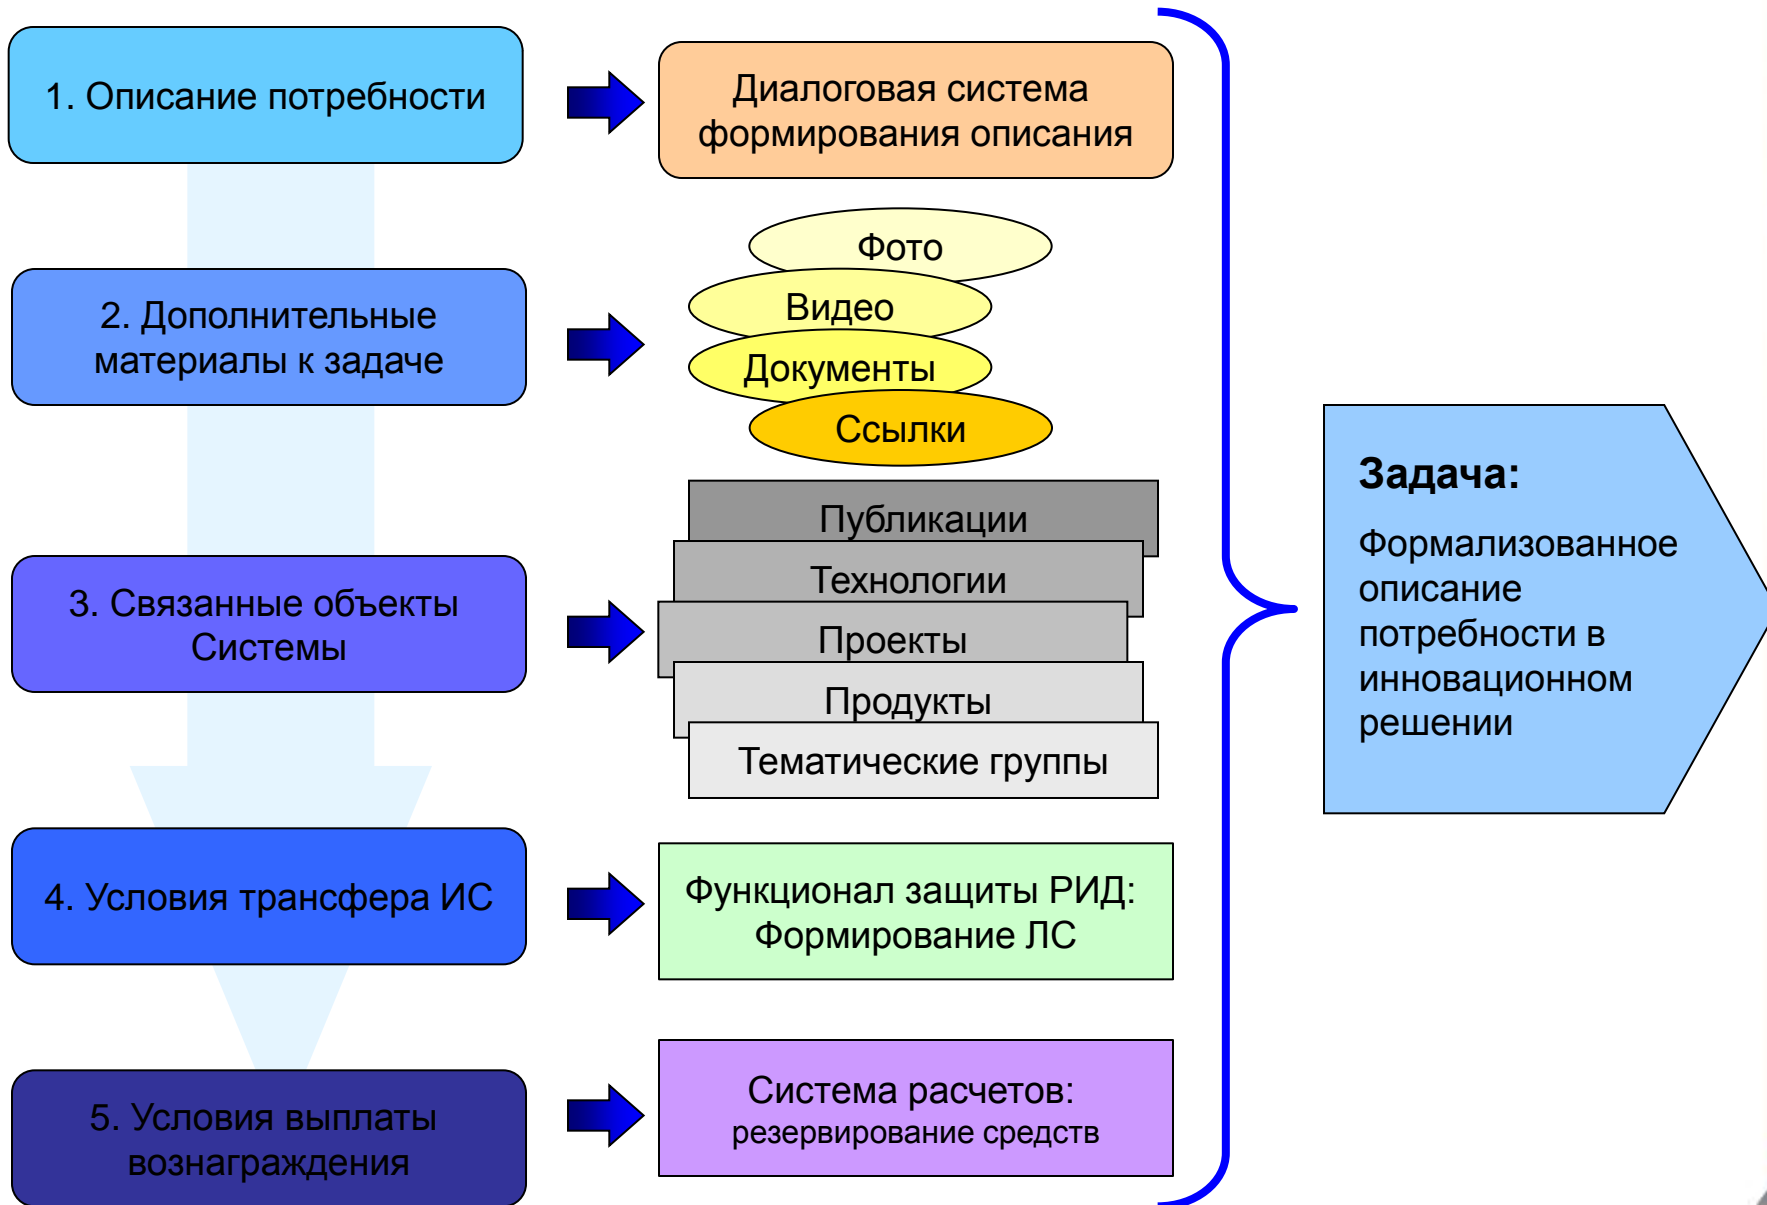 1. Описание потребности
Диалоговая система
формирования описания
2. Дополнительные
материалы к задаче
Фото
Видео
Документы
Ссылки
3. Связанные объекты
Системы
Публикации
Технологии
Проекты
Продукты
Тематические группы
4. Условия трансфера ИС
Функционал защиты РИД:
Формирование ЛС
5. Условия выплаты
вознаграждения
Система расчетов:
резервирование средств
Задача:
Формализованное
описание
потребности в
инновационном
решении